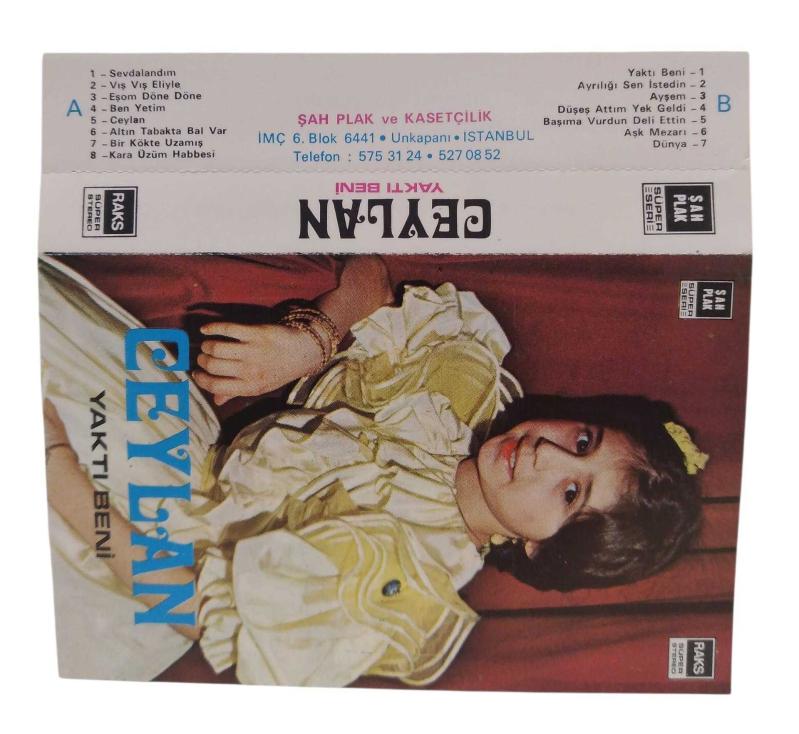 A
1 - Sevdalandım
2 - Vış Vış Eliyle
3 - Eşom Döne Döne
4 - Ben Yetim
5 - Ceylan
6 - Altın Tabakta Bal Var
7 - Bir Kökte Uzamış
8 - Kara Üzüm Habbesi
ŞAH PLAK ve KASETÇİLİK
İMÇ 6. Blok 6441 • Unkapanı • ISTANBUL
Telefon : 575 31 24 • 527 08 52
B
Yaktı Beni - 1
Ayrılığı Sen İstedin - 2
Ayşem - 3
Düşeş Attım Yek Geldi - 4
Başıma Vurdun Deli Ettin - 5
Aşk Mezarı - 6
Dünya - 7
RAKS
SÜPER
STEREO
CEYLAN
YAKTI BENİ
ŞAH
PLAK
SÜPER
SERİ
ŞAH
PLAK
SÜPER
SERİ
CEYLAN
YAKTI BENİ
RAKS
SÜPER
STEREO